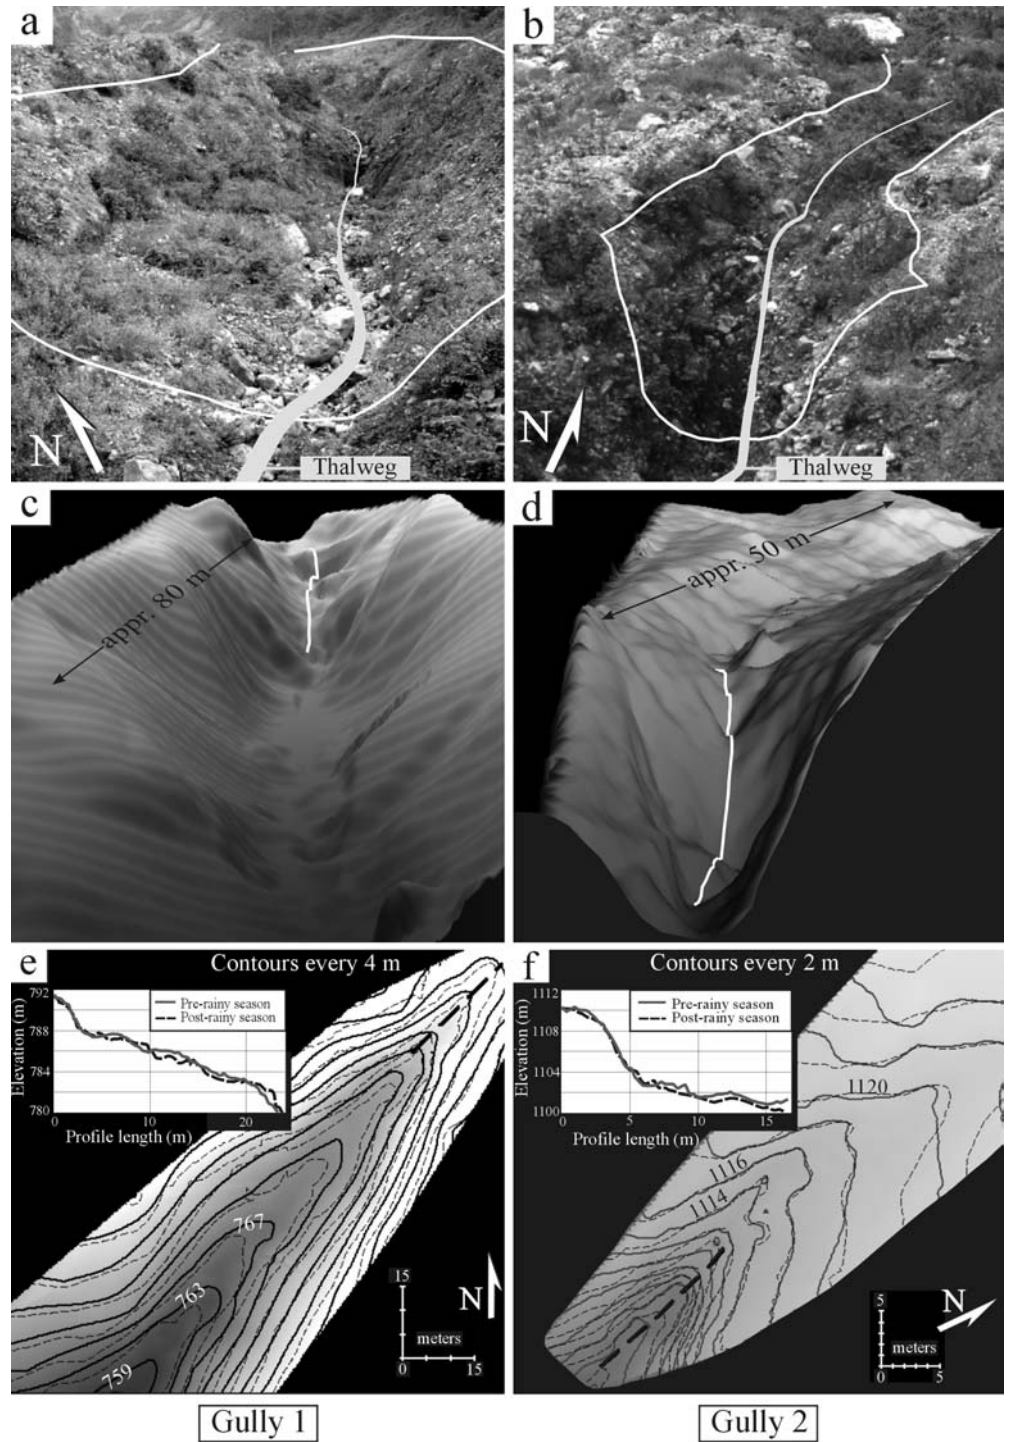 a
N
Thalweg
b
N
Thalweg
c
appr. 80 m
d
appr. 50 m
e
Contours every 4 m
Elevation (m)
792
788
784
780
Pre-rainy season
Post-rainy season
0
10
20
Profile length (m)
767
763
759
N
15
meters
0
15
f
Contours every 2 m
Elevation (m)
1112
1108
1104
1100
Pre-rainy season
Post-rainy season
0
5
10
15
Profile length (m)
1120
1116
1114
N
5
0
meters
0
5
Gully 1
Gully 2